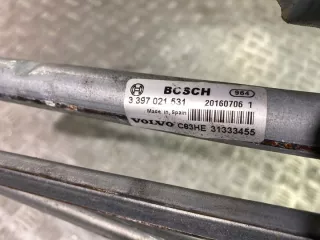 BOSCH 964
3 397 021 531 20160706 1
Made in Spain
VOLVO C83HE 31333455